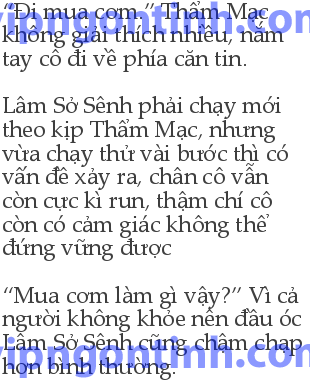 “Đi mua cơm.” Thẩm Mạc
không giải thích nhiều, nắm
tay cô đi về phía căn tin.
Lâm Sở Sênh phải chạy mới
theo kịp Thẩm Mạc, nhưng
vừa chạy thử vài bước thì có
vấn đề xảy ra, chân cô vẫn
còn cực kì run, thậm chí cô
còn có cảm giác không thể
đứng vững được
“Mua cơm làm gì vậy?” Vì cả
người không khỏe nên đầu óc
Lâm Sở Sênh cũng chậm chạp
hơn bình thường.
vipngontinh.com
vipngontinh.com